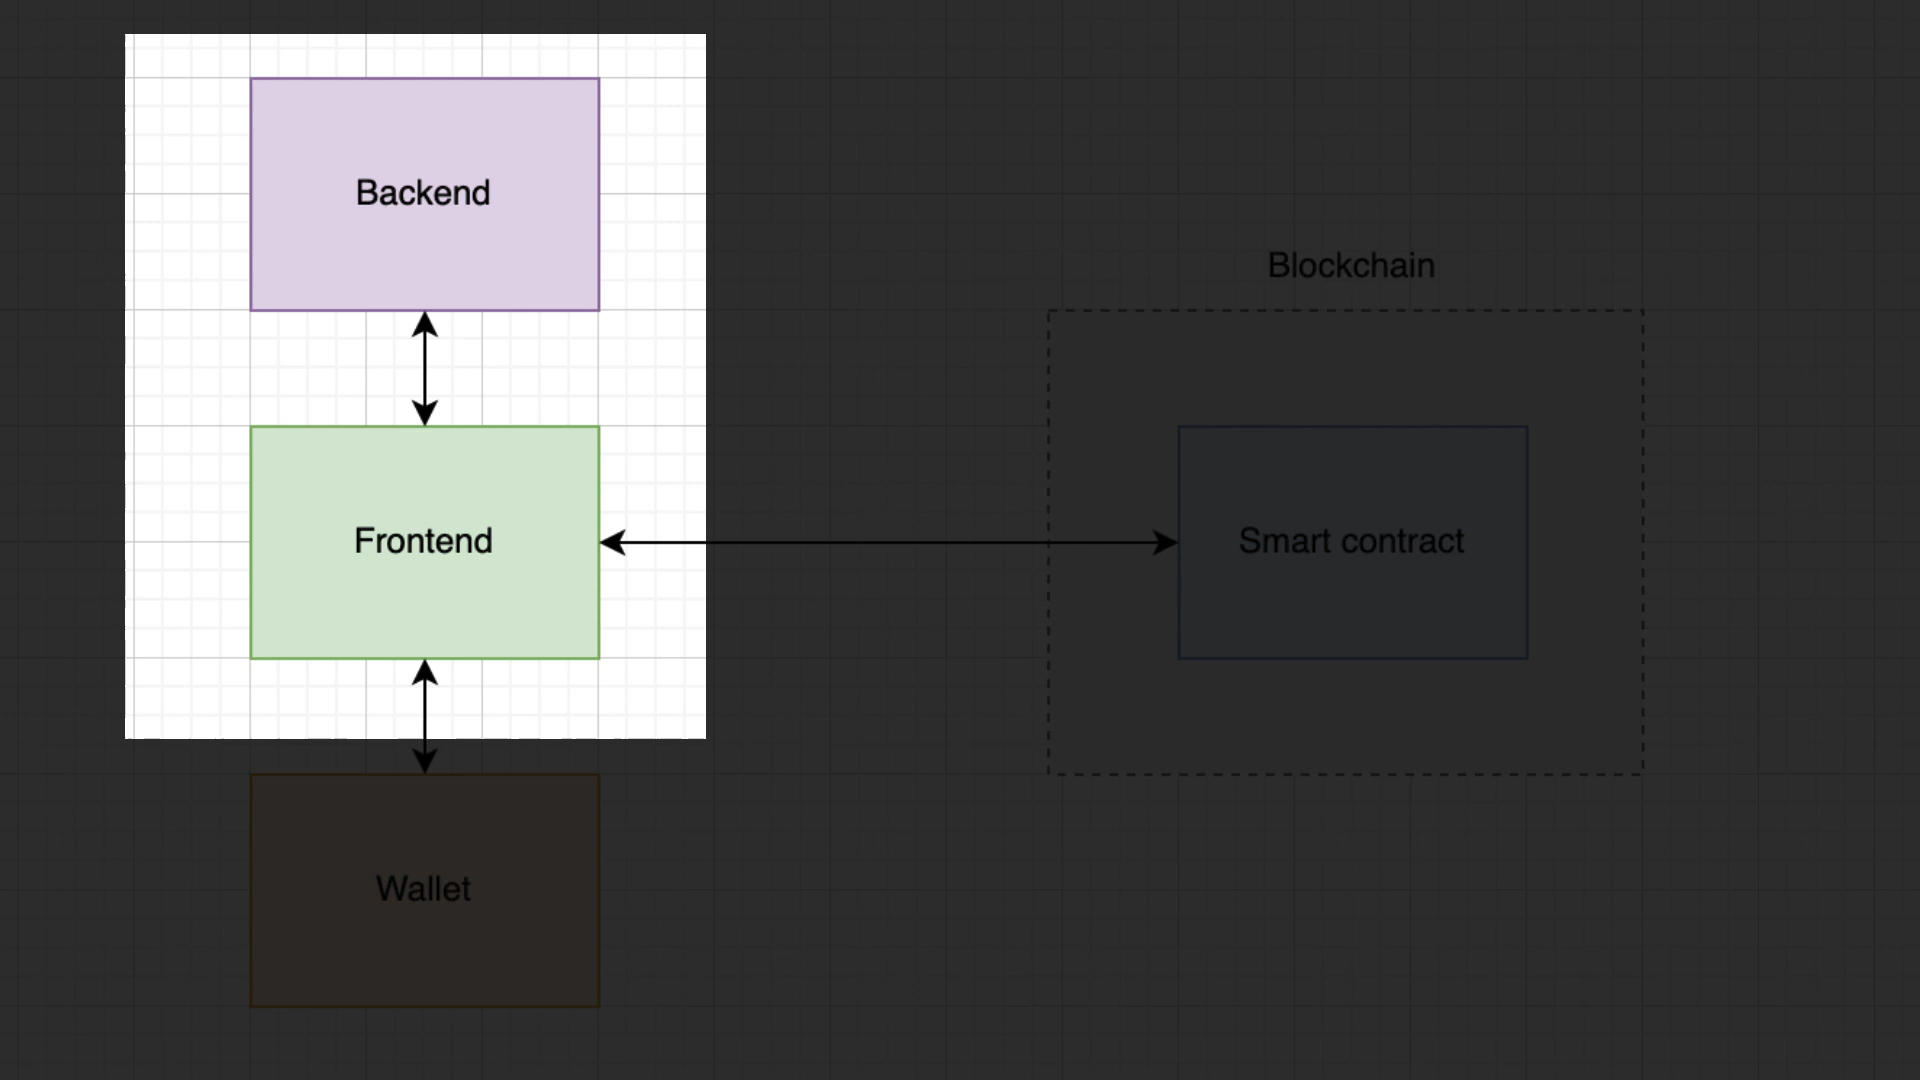 Backend
Blockchain
Frontend
Smart contract
Wallet